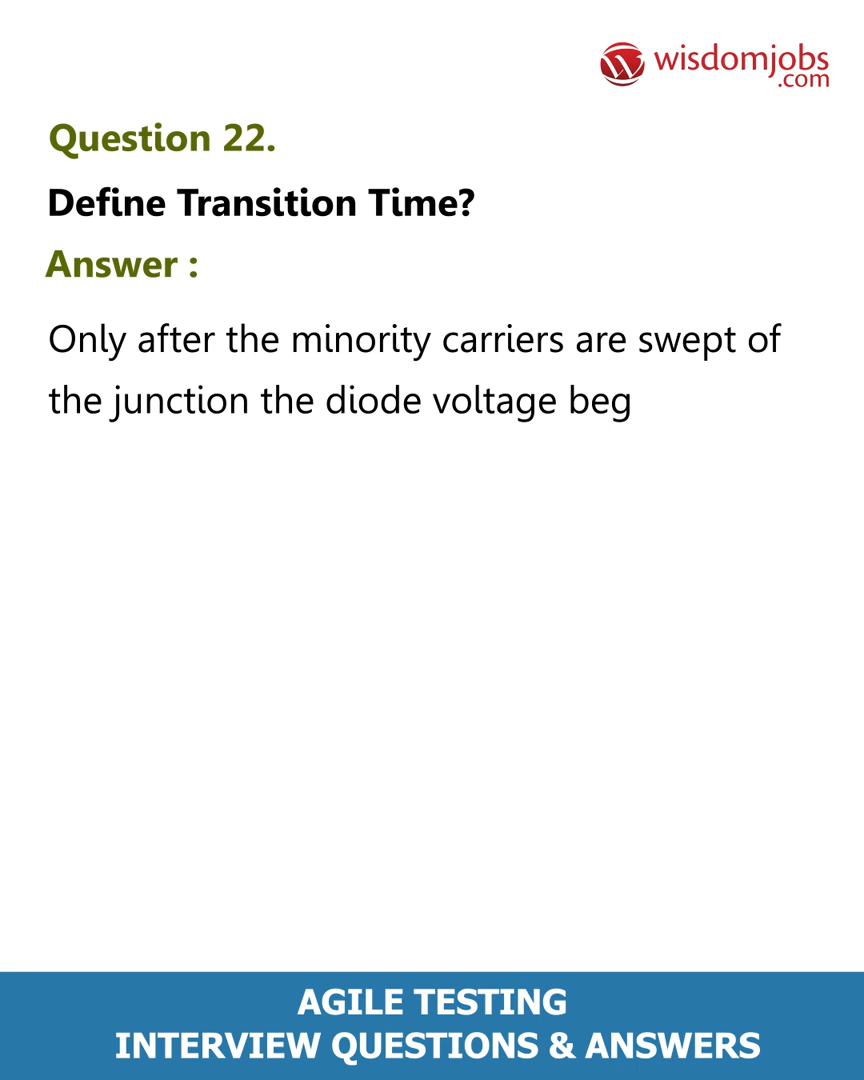 wisdomjobs
.com
Question 22.
Define Transition Time?
Answer :
Only after the minority carriers are swept of
the junction the diode voltage beg
AGILE TESTING
INTERVIEW QUESTIONS & ANSWERS